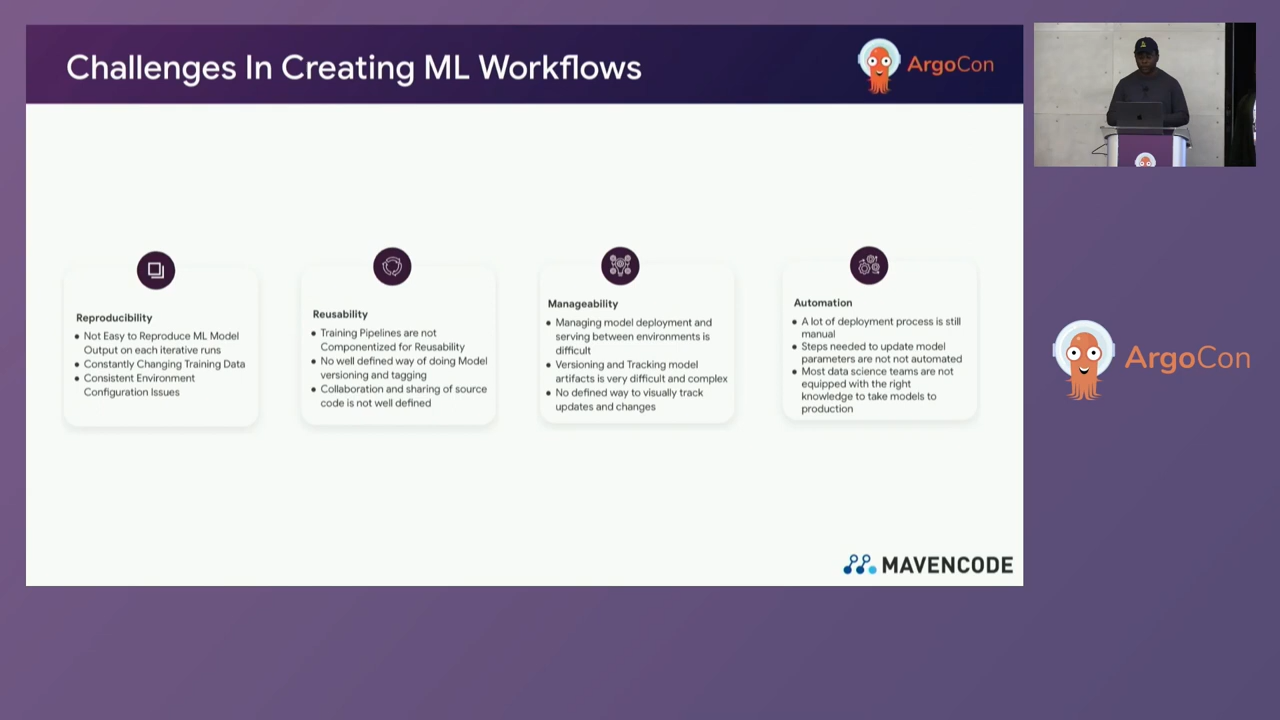 Challenges In Creating ML Workflows
ArgoCon
Reproducibility
Not Easy to Reproduce ML Model
Output on each iterative runs
Constantly Changing Training Data
Consistent Environment
Configuration Issues
Reusability
Training Pipelines are not
Componentized for Reusability
No well defined way of doing Model
versioning and tagging
Collaboration and sharing of source
code is not well defined
Manageability
Managing model deployment and
serving between environments is
difficult
Versioning and Tracking model
artifacts is very difficult and complex
No defined way to visually track
updates and changes
Automation
A lot of deployment process is still
manual
Steps needed to update model
parameters are not not automated
Most data science teams are not
equipped with the right
knowledge to take models to
production
MAVENCODE
ArgoCon